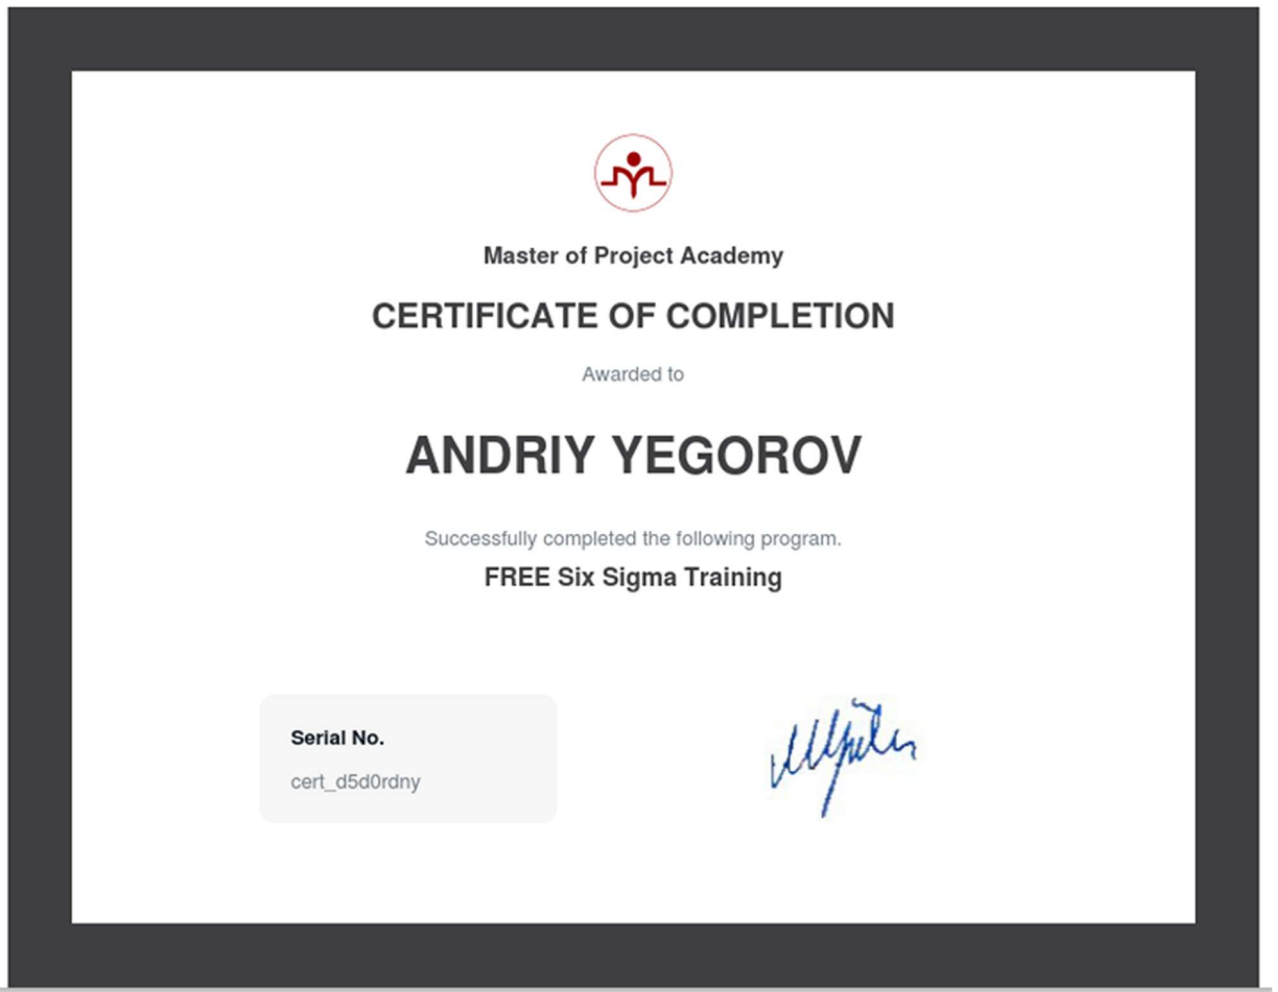 Master of Project Academy
CERTIFICATE OF COMPLETION
Awarded to
ANDRIY YEGOROV
Successfully completed the following program.
FREE Six Sigma Training
Serial No.
cert_d5d0rdny